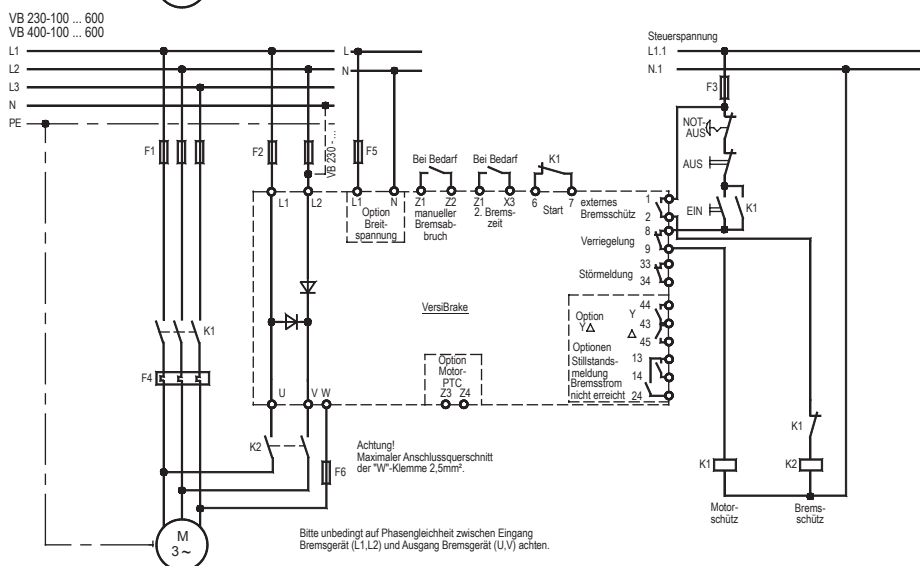 VB 230-100 ... 600
VB 400-100 ... 600
L1
L2
L3
N
PE
L
N
Steuerspannung
L1.1
N.1
F3
NOT-
AUS
AUS
EIN
K1
F1
F2
VB 230 - ...
F5
Bei Bedarf
Bei Bedarf
K1
L1
L2
L1
N
Option
Breit-
spannung
Z1
Z2
manueller
Bremsab-
bruch
Z1
X3
2. Brems-
zeit
6
7
Start
externes
Bremsschütz
1
2
Verriegelung
8
9
Störmeldung
33
34
VersiBrake
Option
Y Δ
Y
Δ
44
43
45
Optionen
Stillstands-
meldung
Bremsstrom
nicht erreicht
13
14
24
Option
Motor-
PTC
Z3
Z4
K1
F4
U
V
W
K2
F6
Achtung!
Maximaler Anschlussquerschnitt
der "W"-Klemme 2,5mm².
K1
K1
K2
Motor-
schütz
Brems-
schütz
M
3 ~
Bitte unbedingt auf Phasengleichheit zwischen Eingang
Bremsgerät (L1,L2) und Ausgang Bremsgerät (U,V) achten.